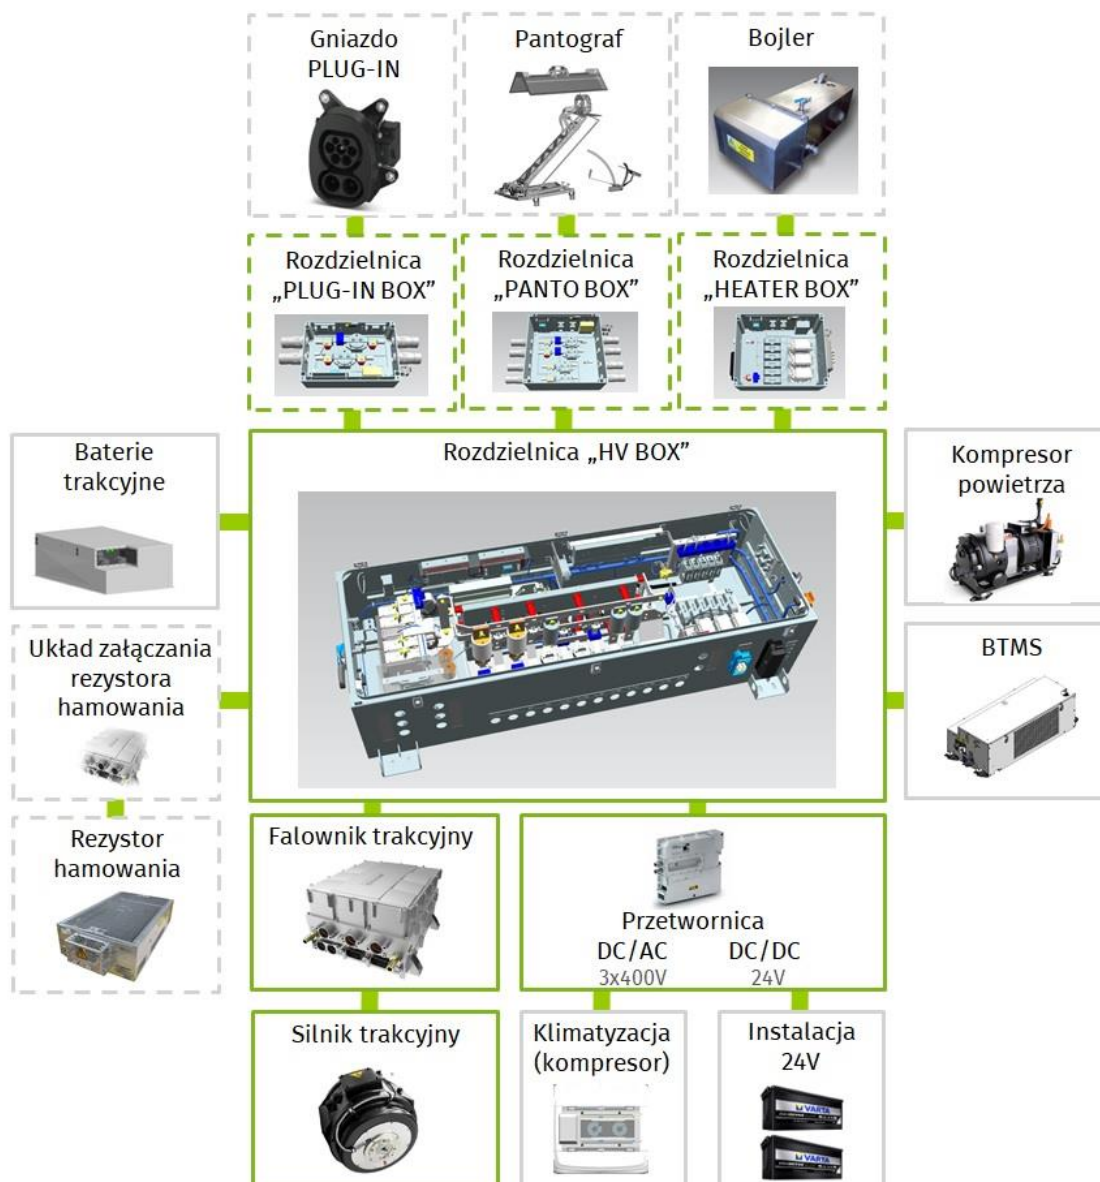 Gniazdo
PLUG-IN
Pantograf
Bojler
Rozdzielnica
„PLUG-IN BOX”
Rozdzielnica
„PANTO BOX”
Rozdzielnica
„HEATER BOX”
Baterie
trakcyjne
Rozdzielnica „HV BOX”
Kompresor
powietrza
Układ załączania
rezystora
hamowania
BTMS
Rezystor
hamowania
Falownik trakcyjny
Przetwornica
DC/AC
3x400V
DC/DC
24V
Silnik trakcyjny
Klimatyzacja
(kompresor)
Instalacja
24V
VARTA
VARTA